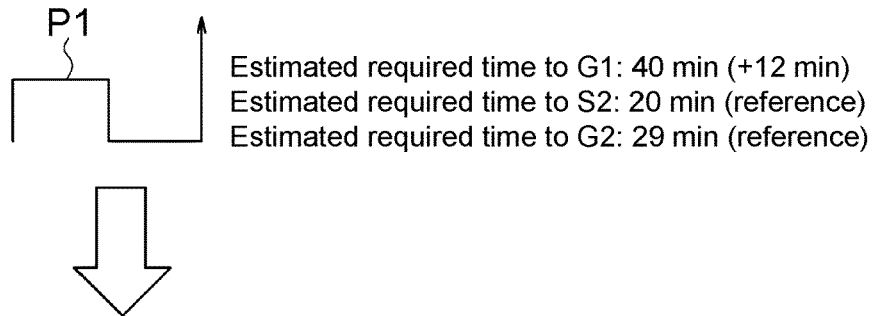 P1
Estimated required time to G1: 40 min (+12 min)
Estimated required time to S2: 20 min (reference)
Estimated required time to G2: 29 min (reference)